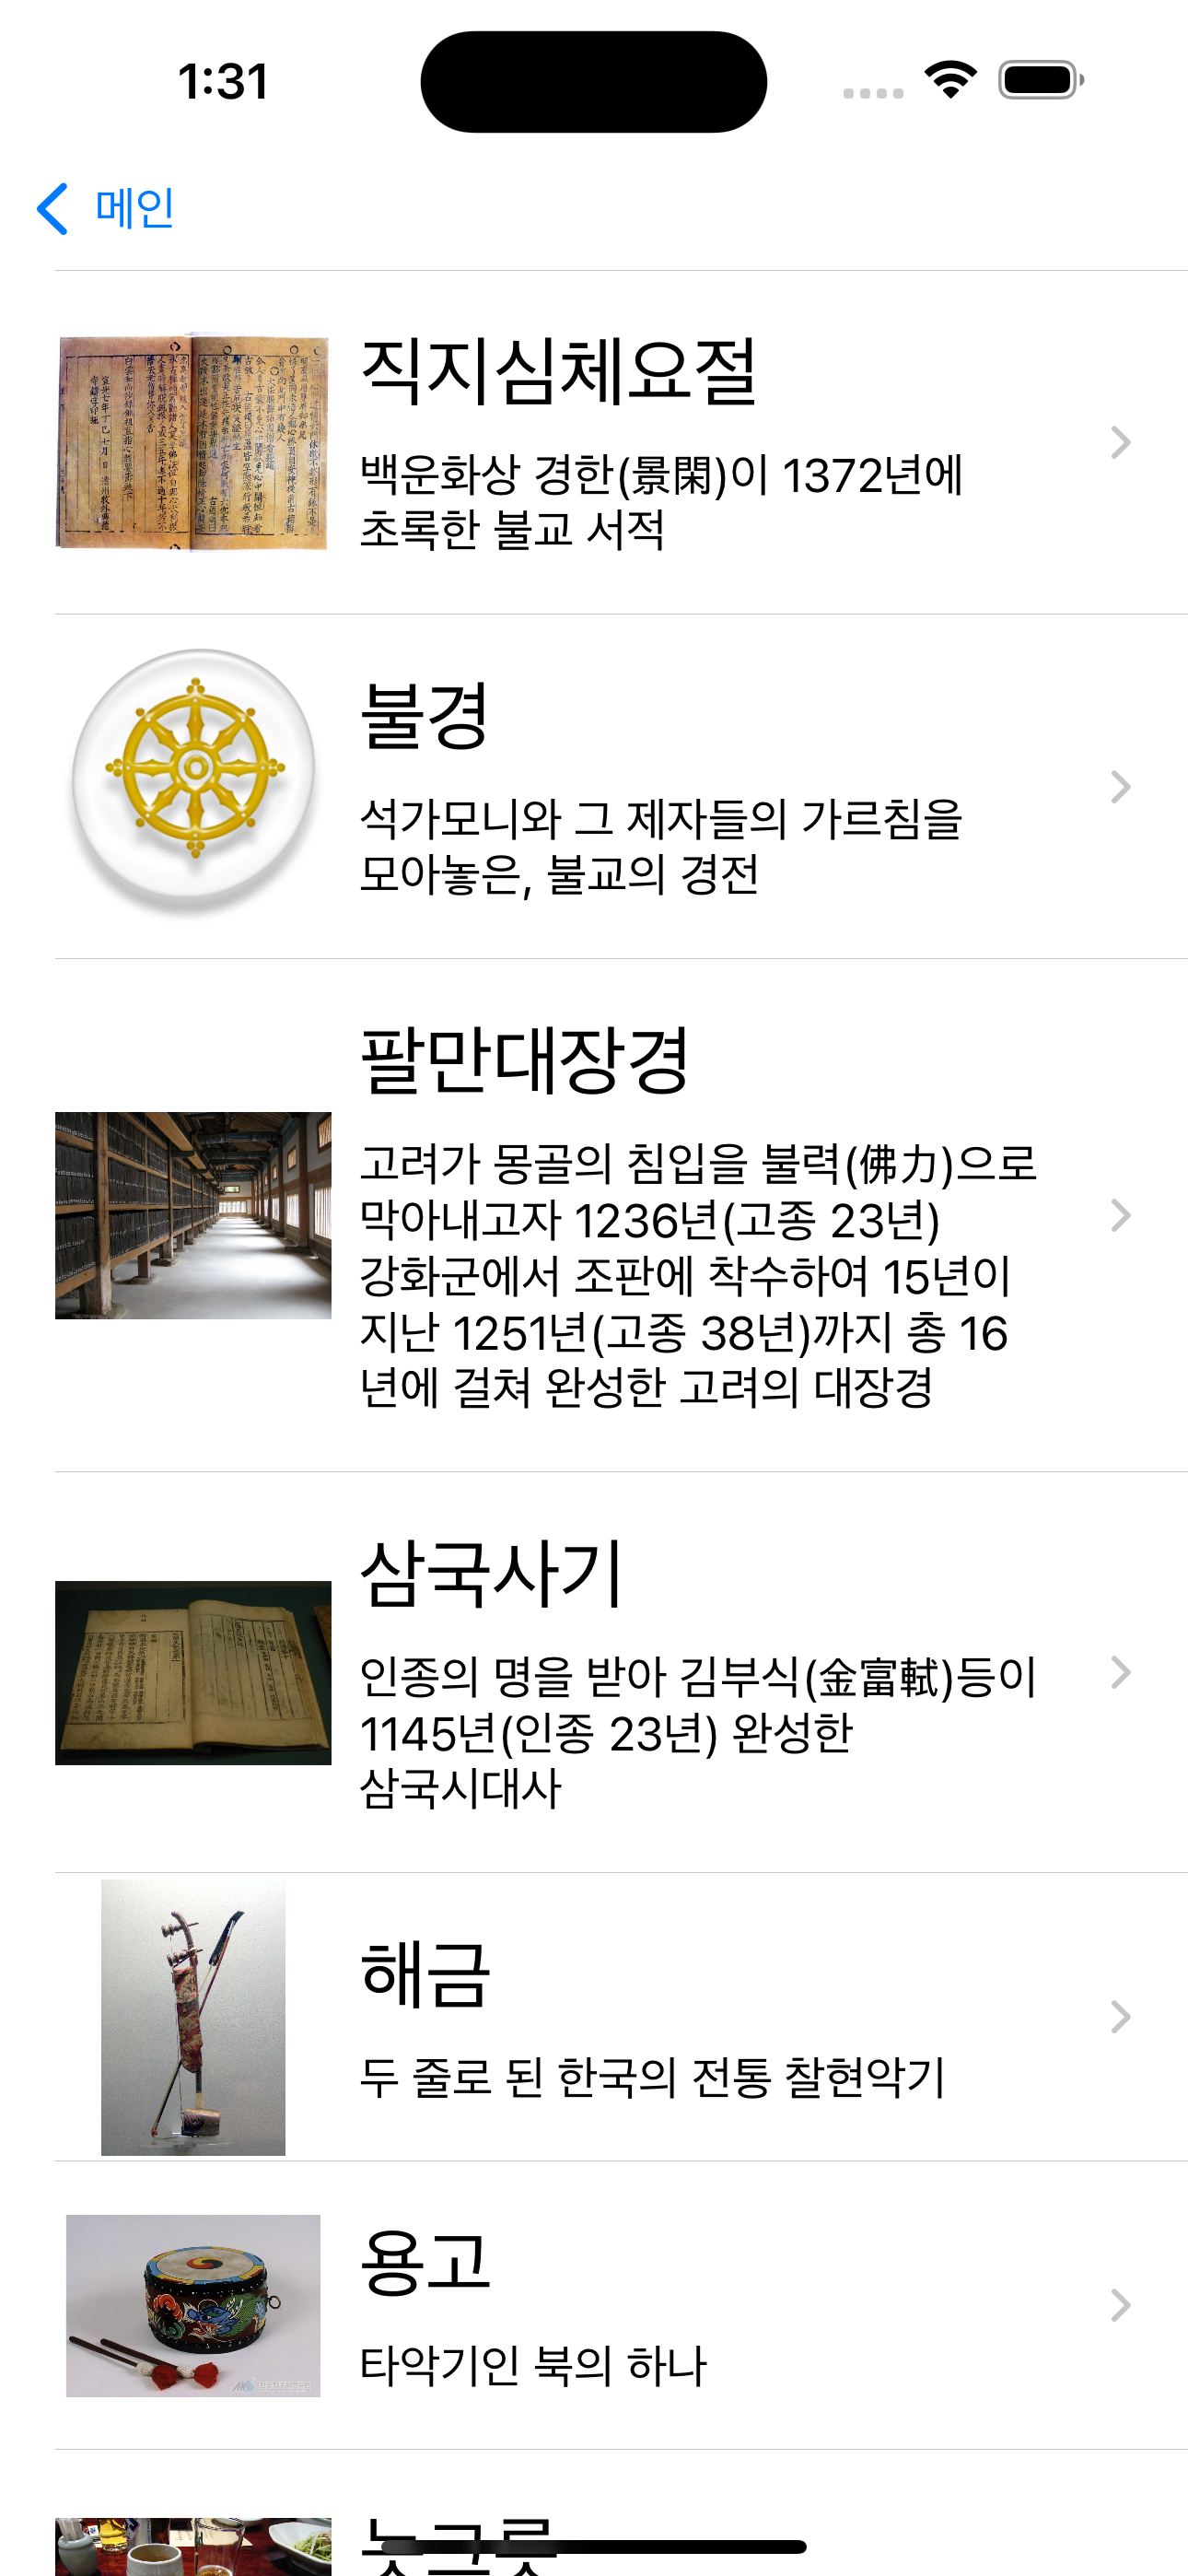 1:31
메인
직지심체요절
백운화상 경한(景閑)이 1372년에
초록한 불교 서적
불경
석가모니와 그 제자들의 가르침을
모아놓은, 불교의 경전
팔만대장경
고려가 몽골의 침입을 불력(佛力)으로
막아내고자 1236년(고종 23년)
강화군에서 조판에 착수하여 15년이
지난 1251년(고종 38년)까지 총 16
년에 걸쳐 완성한 고려의 대장경
삼국사기
인종의 명을 받아 김부식(金富軾)등이
1145년(인종 23년) 완성한
삼국시대사
해금
두 줄로 된 한국의 전통 찰현악기
용고
타악기인 북의 하나